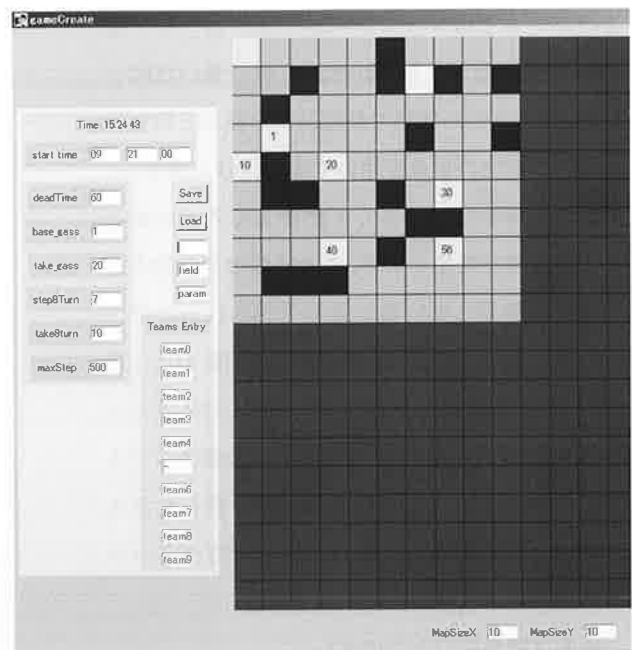 gameCreate
Time 15:24:43
start time 09 21 00
deadTime 60
Save
Load
base_gass 1
take_gass 20
field
step8Turn 7
param
take8turn 10
maxStep 500
Teams Entry
team0
team1
team2
team3
team4
-
team6
team7
team8
team9
1
10 20
30
40 50
MapSizeX 10 MapSizeY 10